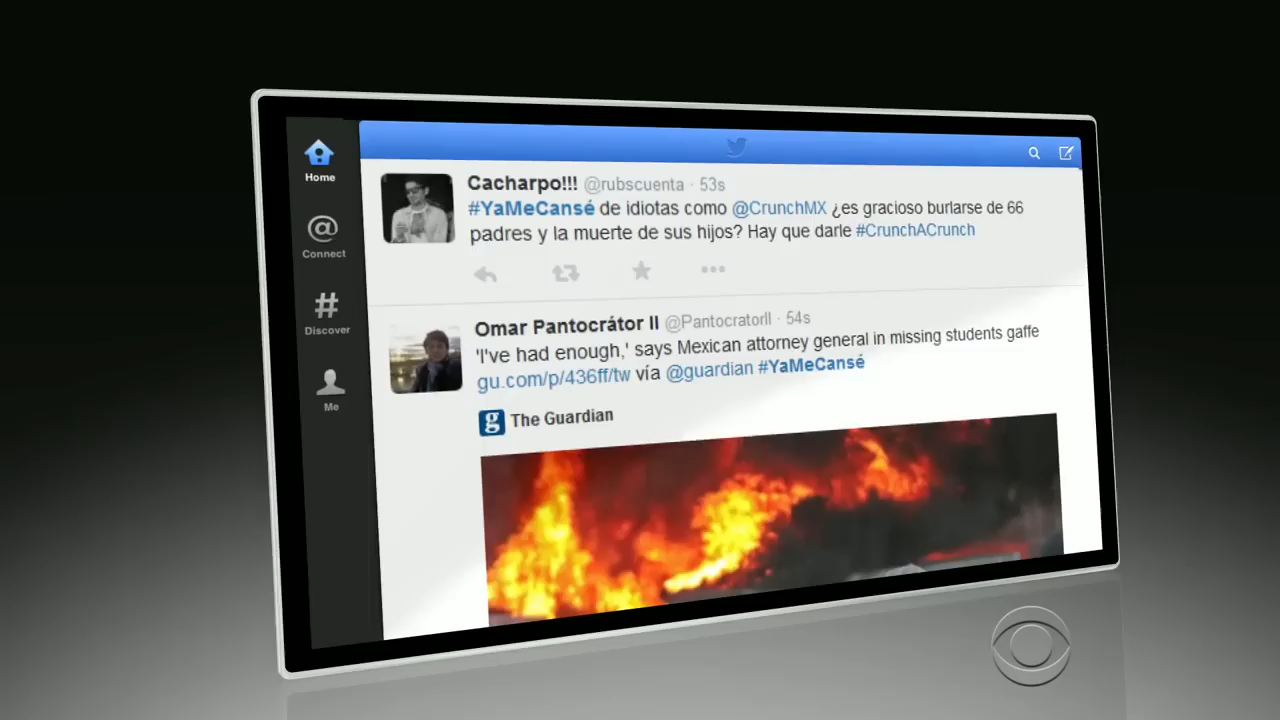 Home
Connect
Discover
Me
Cacharpo!!! @rubscuenta · 53s
#YaMeCansé de idiotas como @CrunchMX ¿es gracioso burlarse de 66
padres y la muerte de sus hijos? Hay que darle #CrunchACrunch
Omar Pantocrátor II @PantocratorII · 54s
'I've had enough,' says Mexican attorney general in missing students gaffe
gu.com/p/436ff/tw vía @guardian #YaMeCansé
g The Guardian